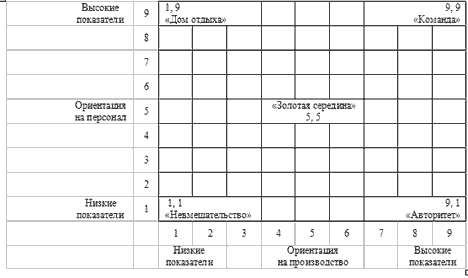 Высокие 9 1, 9 9, 9
показатели «Дом отдыха» «Команда»
8
7
6
Ориентация 5 «Золотая середина»
на персонал 5, 5
4
3
2
Низкие 1 1, 1 9, 1
показатели «Невмешательство» «Авторитет»
1 2 3 4 5 6 7 8 9
Низкие Ориентация Высокие
показатели на производство показатели